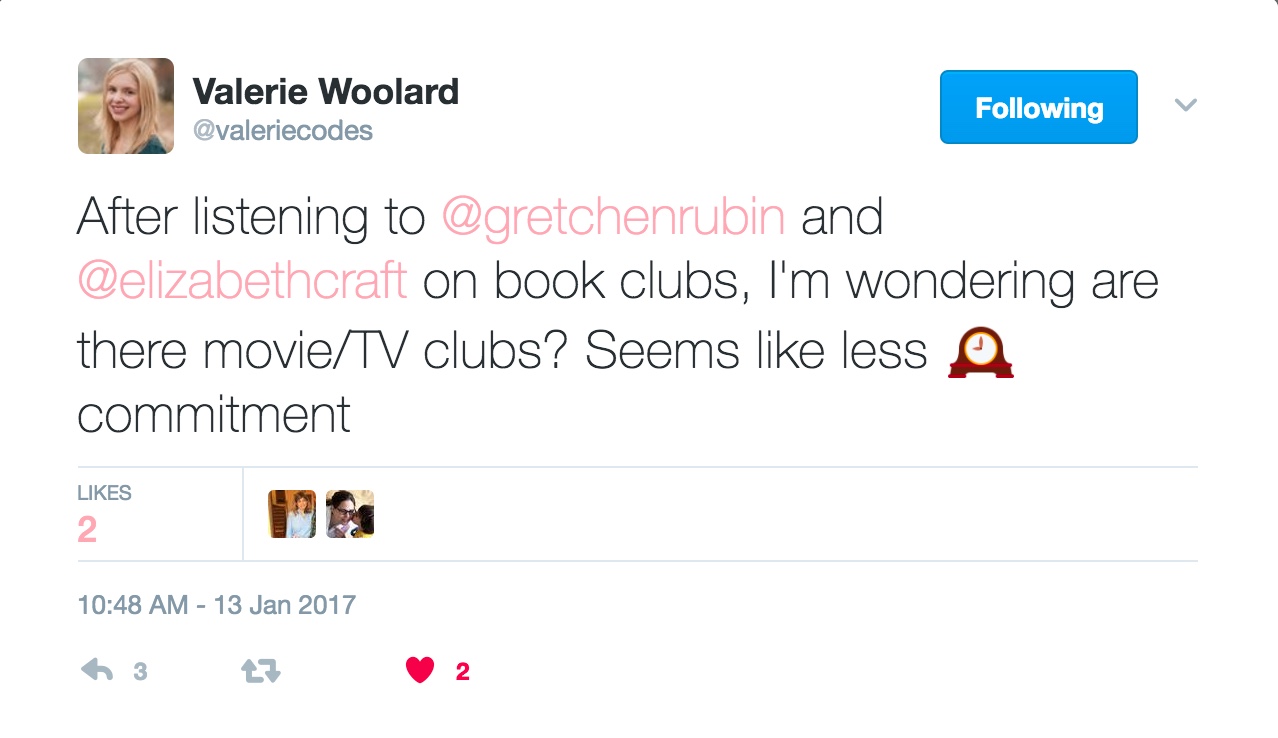 Valerie Woolard
@valeriecodes
Following
After listening to @gretchenrubin and
@elizabethcraft on book clubs, I'm wondering are
there movie/TV clubs? Seems like less 🕰
commitment
LIKES
2
10:48 AM - 13 Jan 2017
3
2